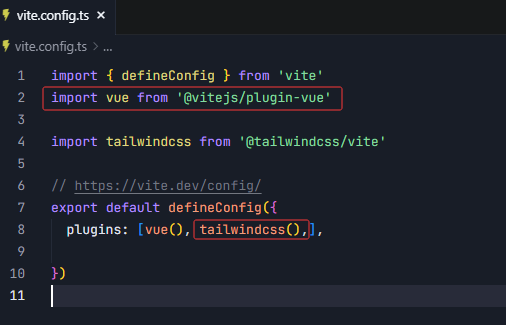 vite.config.ts ×
vite.config.ts > ...
1 import { defineConfig } from 'vite'
2 import vue from '@vitejs/plugin-vue'
3
4 import tailwindcss from '@tailwindcss/vite'
5
6 // https://vite.dev/config/
7 export default defineConfig({
8 plugins: [vue(), tailwindcss(),],
9
10 })
11